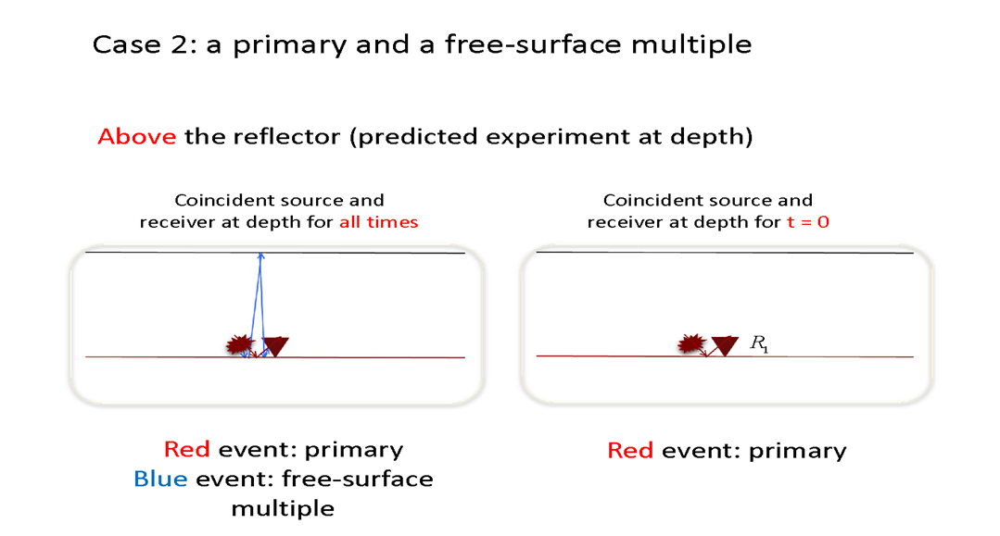 Case 2: a primary and a free-surface multiple
Above the reflector (predicted experiment at depth)
Coincident source and
receiver at depth for all times
Coincident source and
receiver at depth for t = 0
R1
Red event: primary
Blue event: free-surface
multiple
Red event: primary